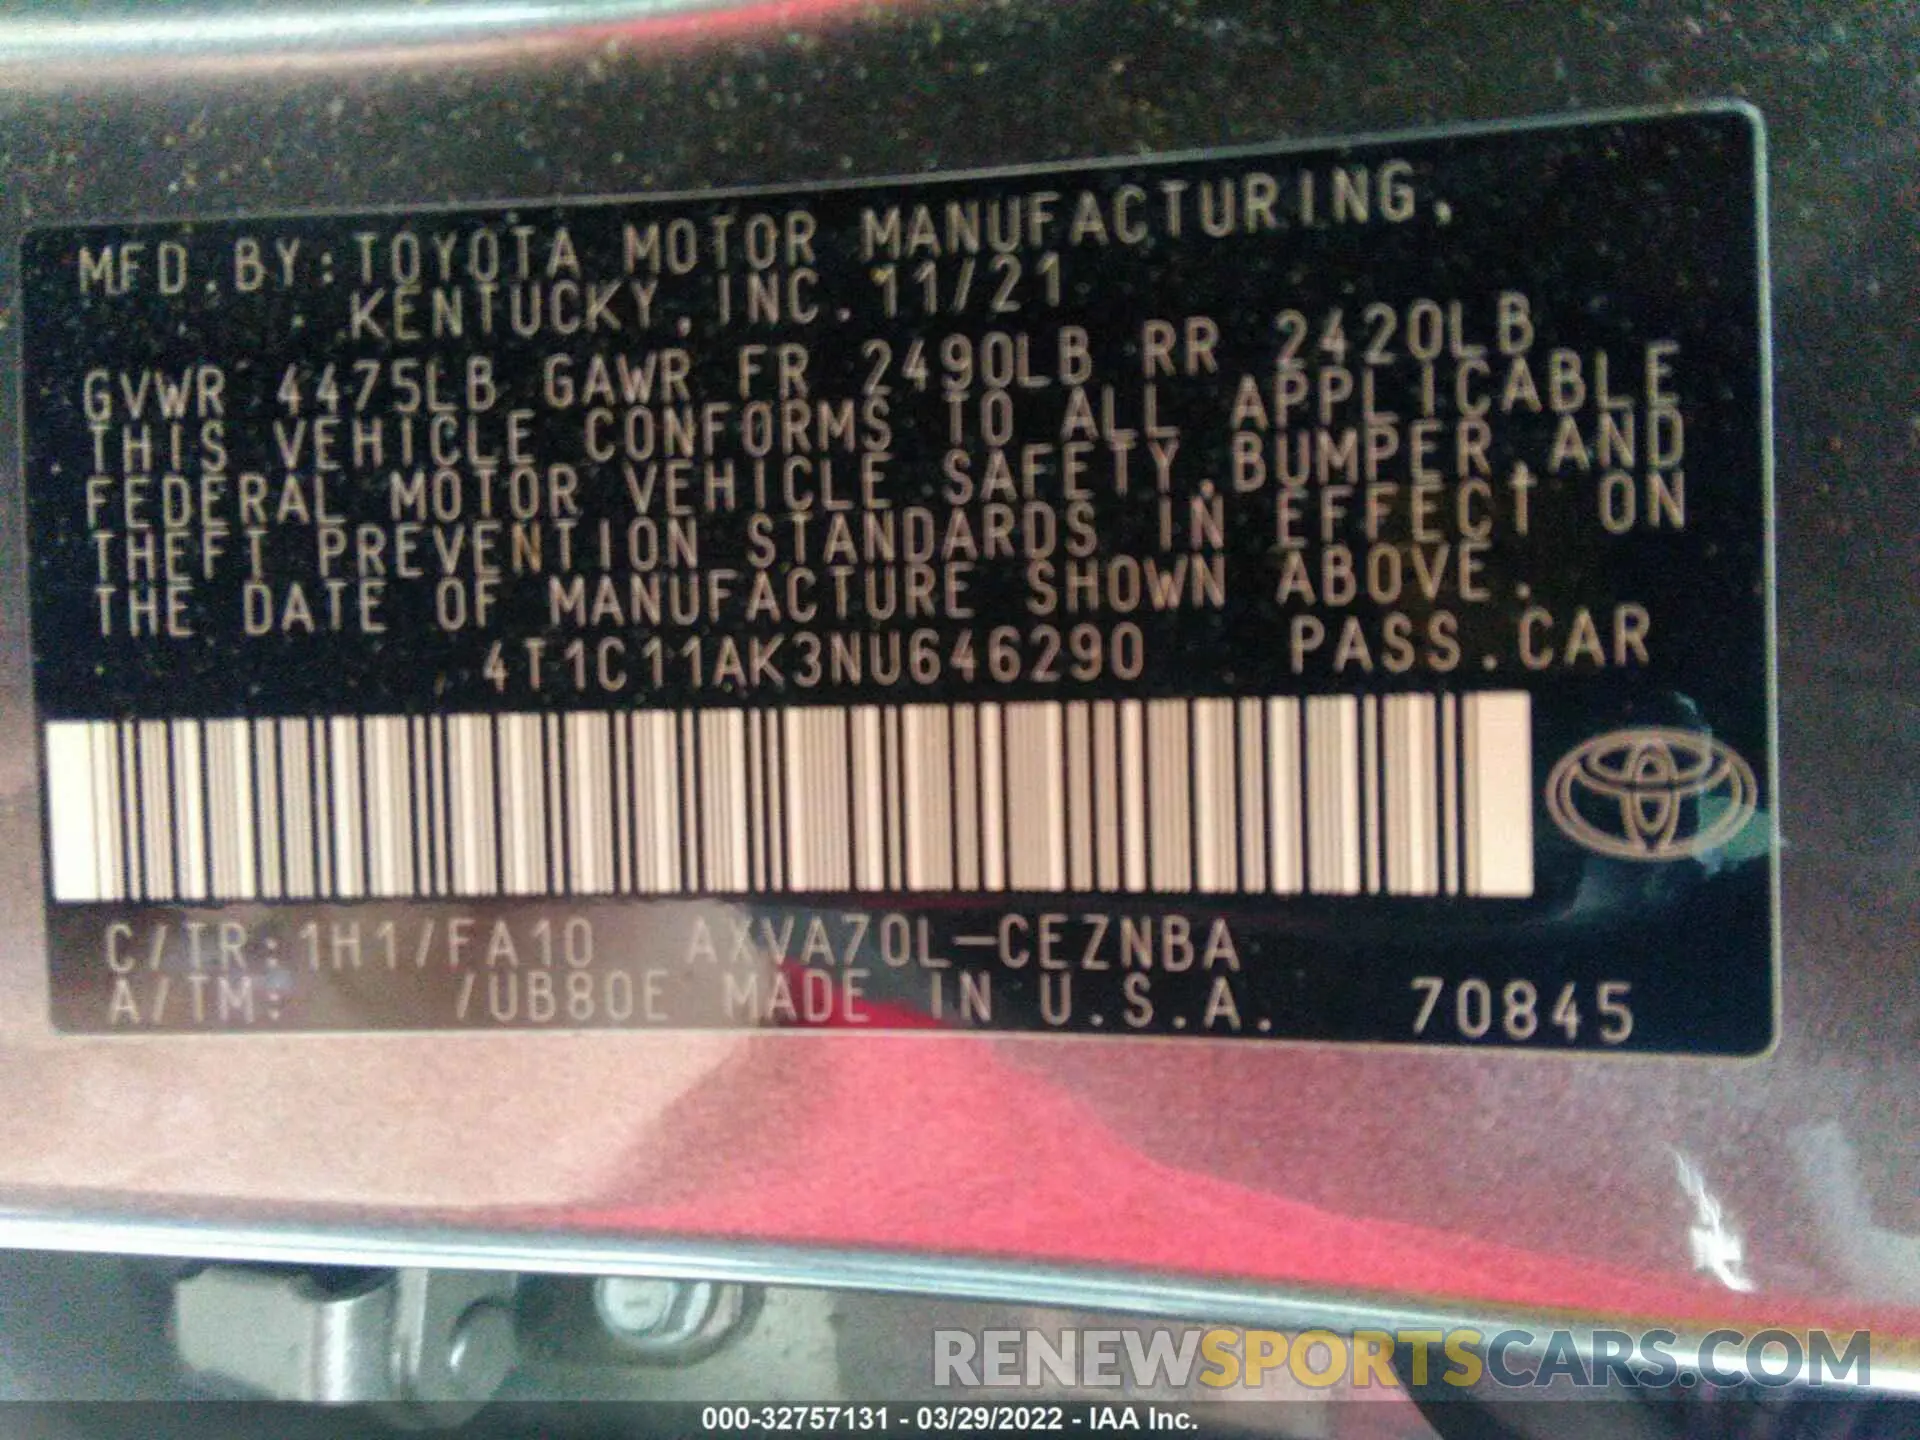 MFD.BY:TOYOTA MOTOR MANUFACTURING,
KENTUCKY,INC. 11/21
GVWR 4475LB GAWR FR 2490LB RR 2420LB
THIS VEHICLE CONFORMS TO ALL APPLICABLE
FEDERAL MOTOR VEHICLE SAFETY,BUMPER,AND
THEFT PREVENTION STANDARDS IN EFFECT ON
THE DATE OF MANUFACTURE SHOWN ABOVE.
4T1C11AK3NU646290 PASS.CAR
C/TR:1H1/FA10 AXVA70L-CEZNBA
A/TM: /UB80E MADE IN U.S.A. 70845
RENEWSPORTSCARS.COM
000-32757131 - 03/29/2022 - IAA Inc.